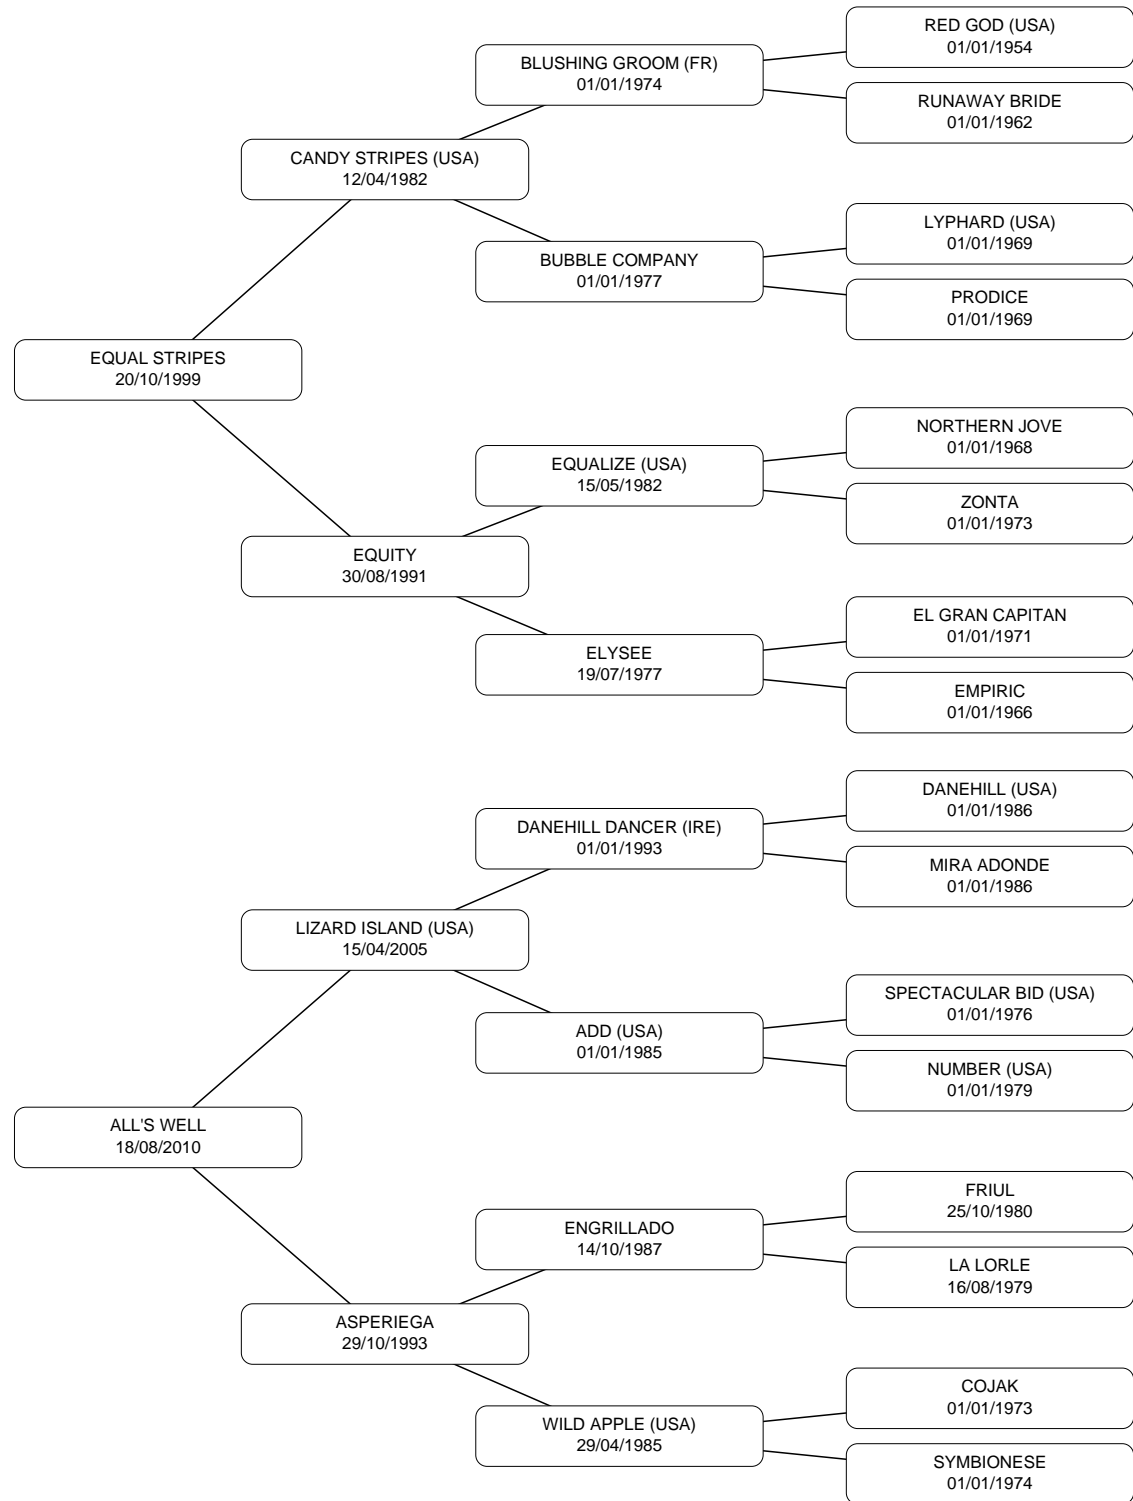 RED GOD (USA)
01/01/1954
BLUSHING GROOM (FR)
01/01/1974
RUNAWAY BRIDE
01/01/1962
CANDY STRIPES (USA)
12/04/1982
LYPHARD (USA)
01/01/1969
BUBBLE COMPANY
01/01/1977
PRODICE
01/01/1969
EQUAL STRIPES
20/10/1999
NORTHERN JOVE
01/01/1968
EQUALIZE (USA)
15/05/1982
ZONTA
01/01/1973
EQUITY
30/08/1991
EL GRAN CAPITAN
01/01/1971
ELYSEE
19/07/1977
EMPIRIC
01/01/1966
DANEHILL (USA)
01/01/1986
DANEHILL DANCER (IRE)
01/01/1993
MIRA ADONDE
01/01/1986
LIZARD ISLAND (USA)
15/04/2005
SPECTACULAR BID (USA)
01/01/1976
ADD (USA)
01/01/1985
NUMBER (USA)
01/01/1979
ALL'S WELL
18/08/2010
FRIUL
25/10/1980
ENGRILLADO
14/10/1987
LA LORLE
16/08/1979
ASPERIEGA
29/10/1993
COJAK
01/01/1973
WILD APPLE (USA)
29/04/1985
SYMBIONESE
01/01/1974